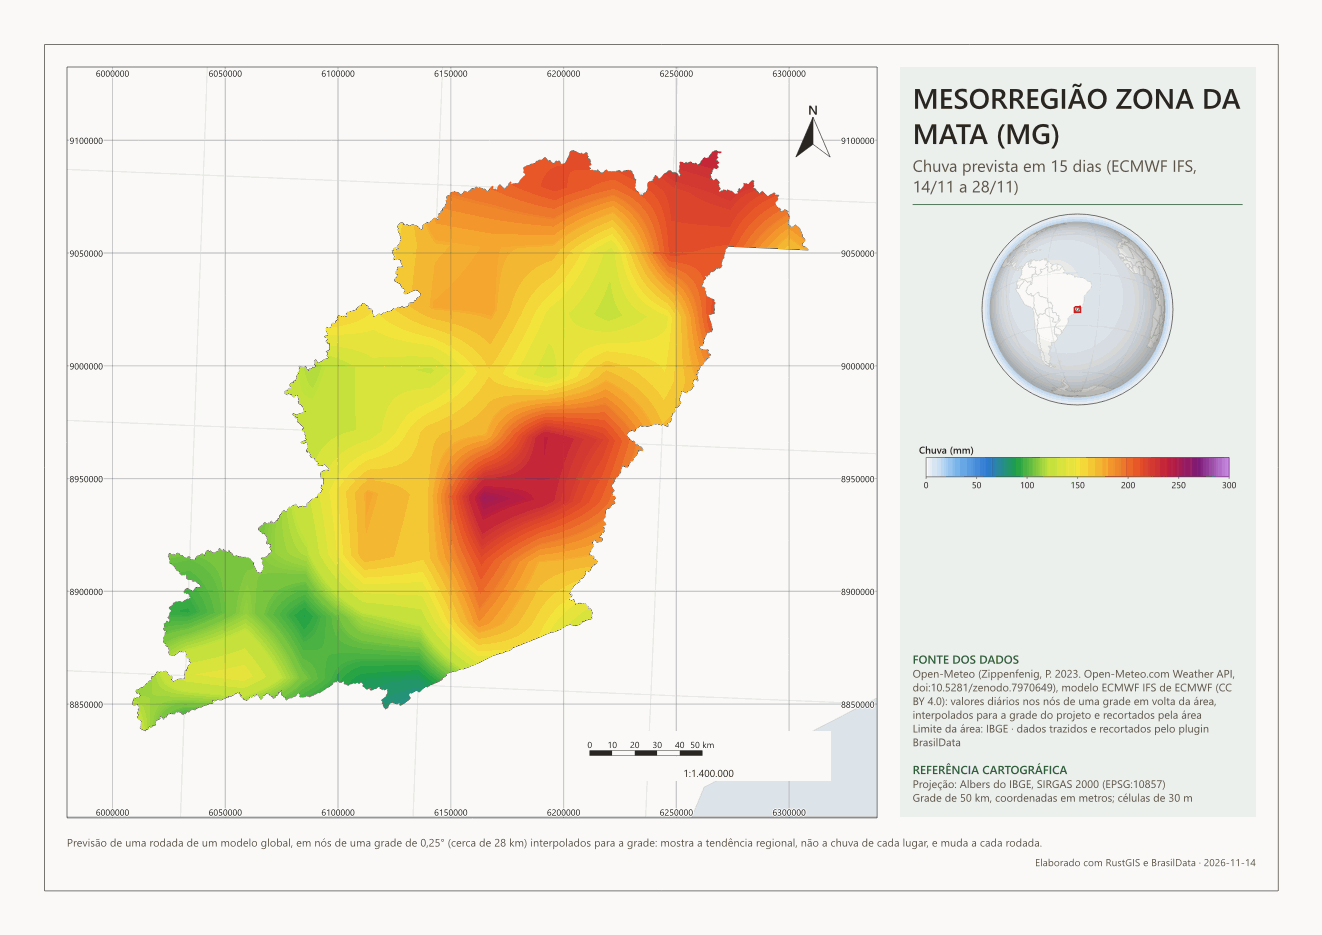 6000000 6050000 6100000 6150000 6200000 6250000 6300000
N
9100000 9100000
9050000 9050000
9000000 9000000
8950000 8950000
8900000 8900000
8850000 8850000
0 10 20 30 40 50 km
1:1.400.000
6000000 6050000 6100000 6150000 6200000 6250000 6300000
MESORREGIÃO ZONA DA
MATA (MG)
Chuva prevista em 15 dias (ECMWF IFS,
14/11 a 28/11)
Chuva (mm)
0 50 100 150 200 250 300
FONTE DOS DADOS
Open-Meteo (Zippenfenig, P. 2023. Open-Meteo.com Weather API,
doi:10.5281/zenodo.7970649), modelo ECMWF IFS de ECMWF (CC
BY 4.0): valores diários nos nós de uma grade em volta da área,
interpolados para a grade do projeto e recortados pela área
Limite da área: IBGE · dados trazidos e recortados pelo plugin
BrasilData
REFERÊNCIA CARTOGRÁFICA
Projeção: Albers do IBGE, SIRGAS 2000 (EPSG:10857)
Grade de 50 km, coordenadas em metros; células de 30 m
Previsão de uma rodada de um modelo global, em nós de uma grade de 0,25° (cerca de 28 km) interpolados para a grade: mostra a tendência regional, não a chuva de cada lugar, e muda a cada rodada.
Elaborado com RustGIS e BrasilData · 2026-11-14